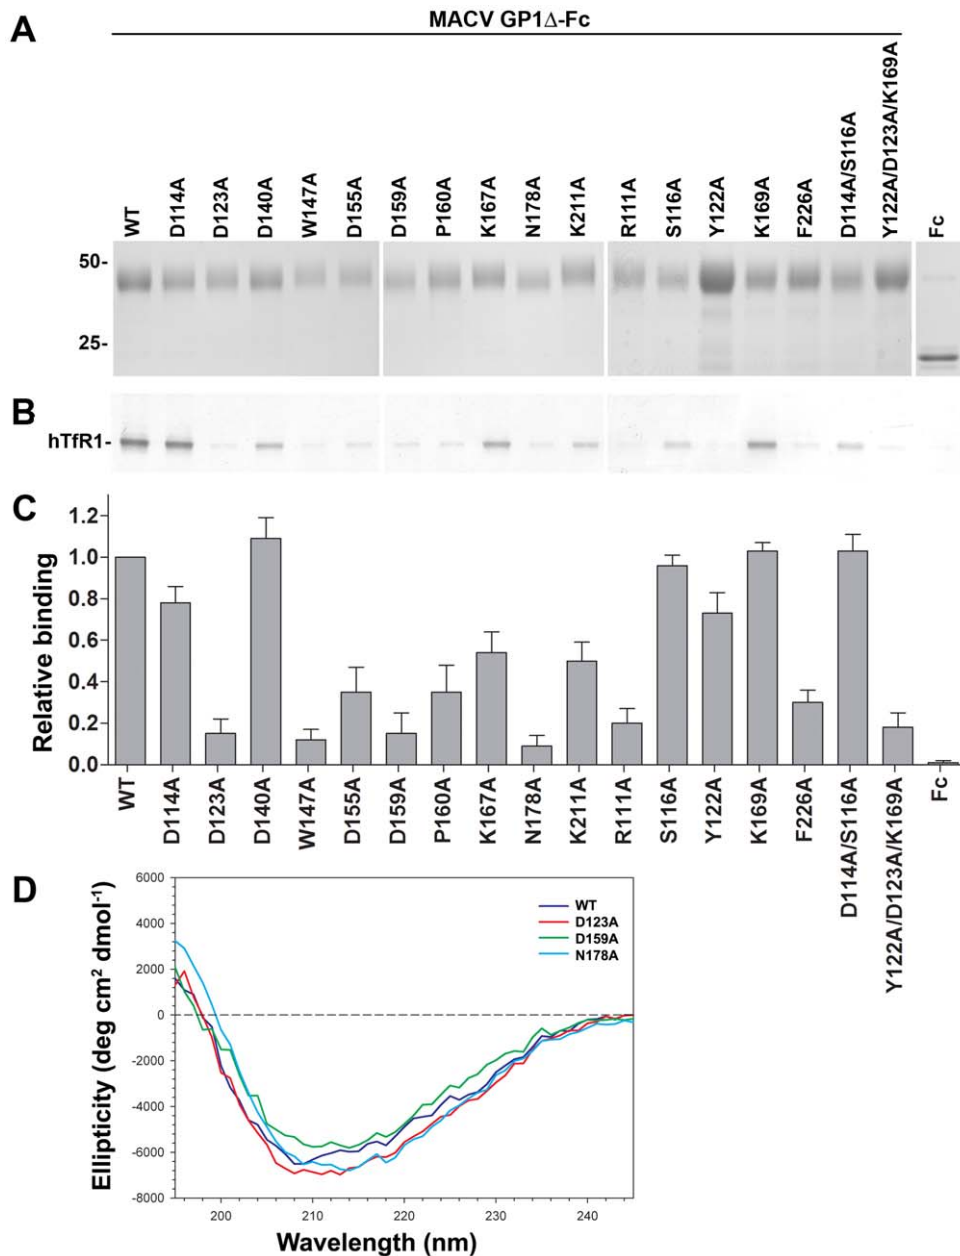 A
MACV GP1Δ-Fc
WT
D114A
D123A
D140A
W147A
D155A
D159A
P160A
K167A
N178A
K211A
R111A
S116A
Y122A
K169A
F226A
D114A/S116A
Y122A/D123A/K169A
Fc
50-
25-
B
hTfR1-
C
Relative binding
1.2
1.0
0.8
0.6
0.4
0.2
0.0
WT
D114A
D123A
D140A
W147A
D155A
D159A
P160A
K167A
N178A
K211A
R111A
S116A
Y122A
K169A
F226A
D114A/S116A
Y122A/D123A/K169A
Fc
D
Ellipticity (deg cm² dmol⁻¹)
6000
4000
2000
0
-2000
-4000
-6000
-8000
WT
D123A
D159A
N178A
200
210
220
230
240
Wavelength (nm)